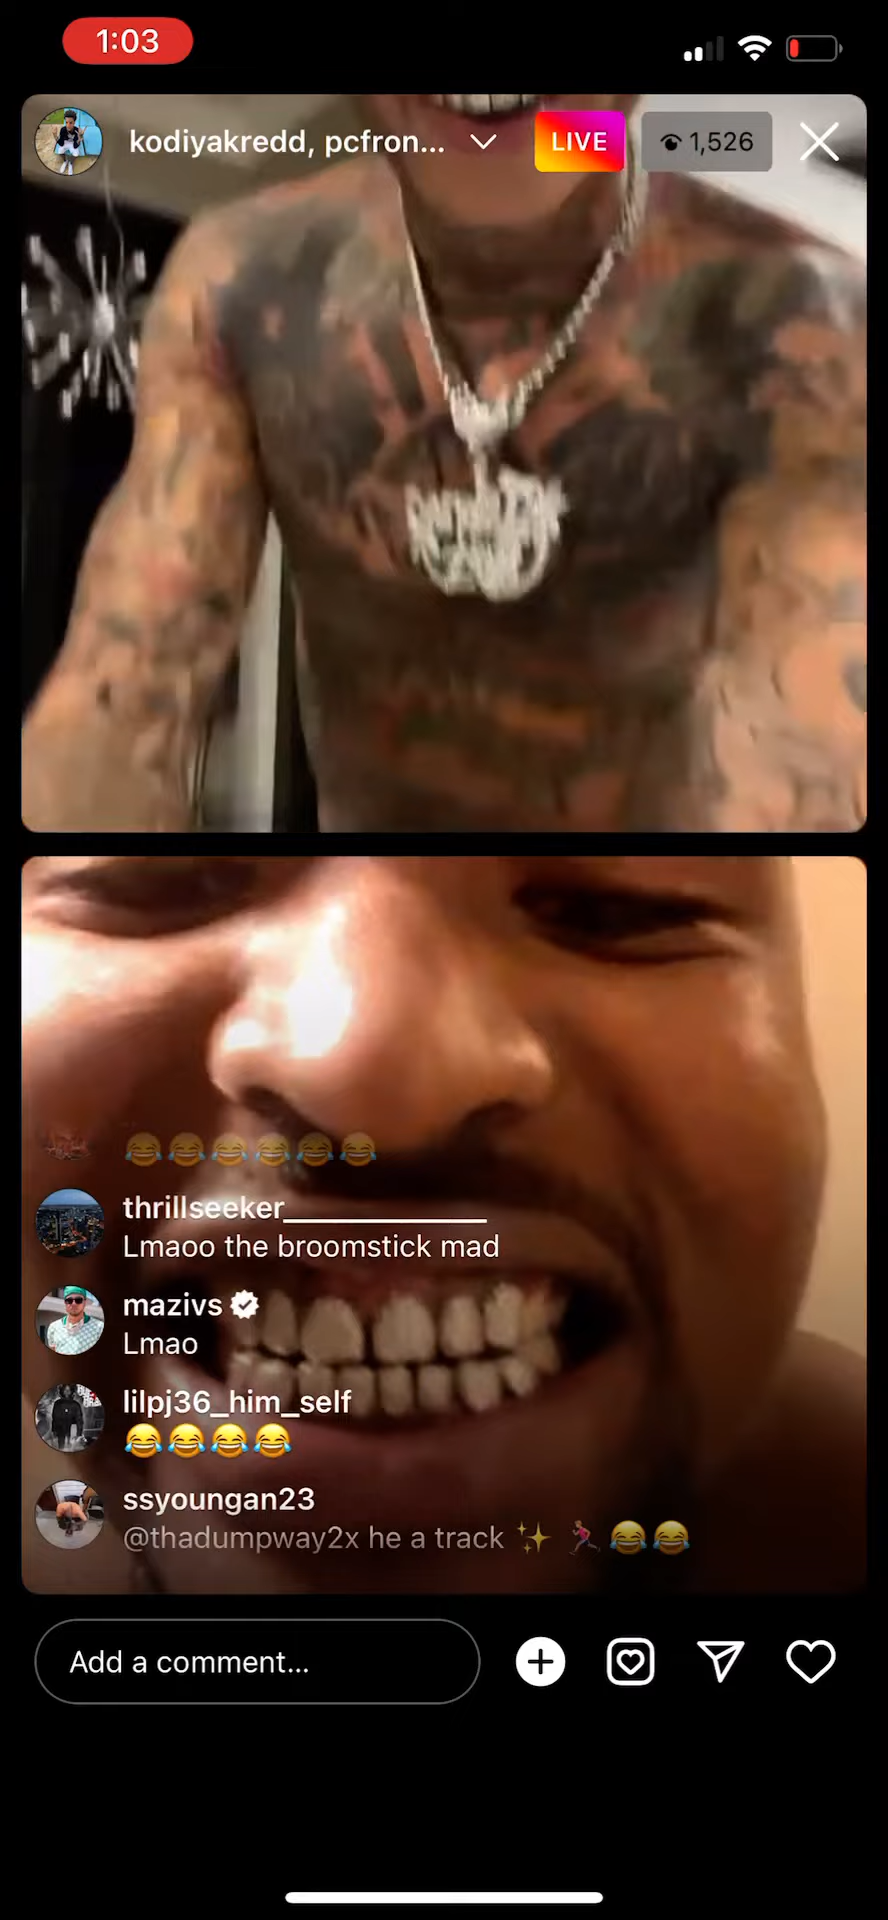 1:03
kodiyakredd, pcfron...
LIVE
1,526
😂😂😂😂😂😂
thrillseeker____________
Lmaoo the broomstick mad
mazivs
Lmao
lilpj36_him_self
😂😂😂😂
ssyoungan23
@thadumpway2x he a track ✨ 🏃🏽‍♀️😂😂
Add a comment...